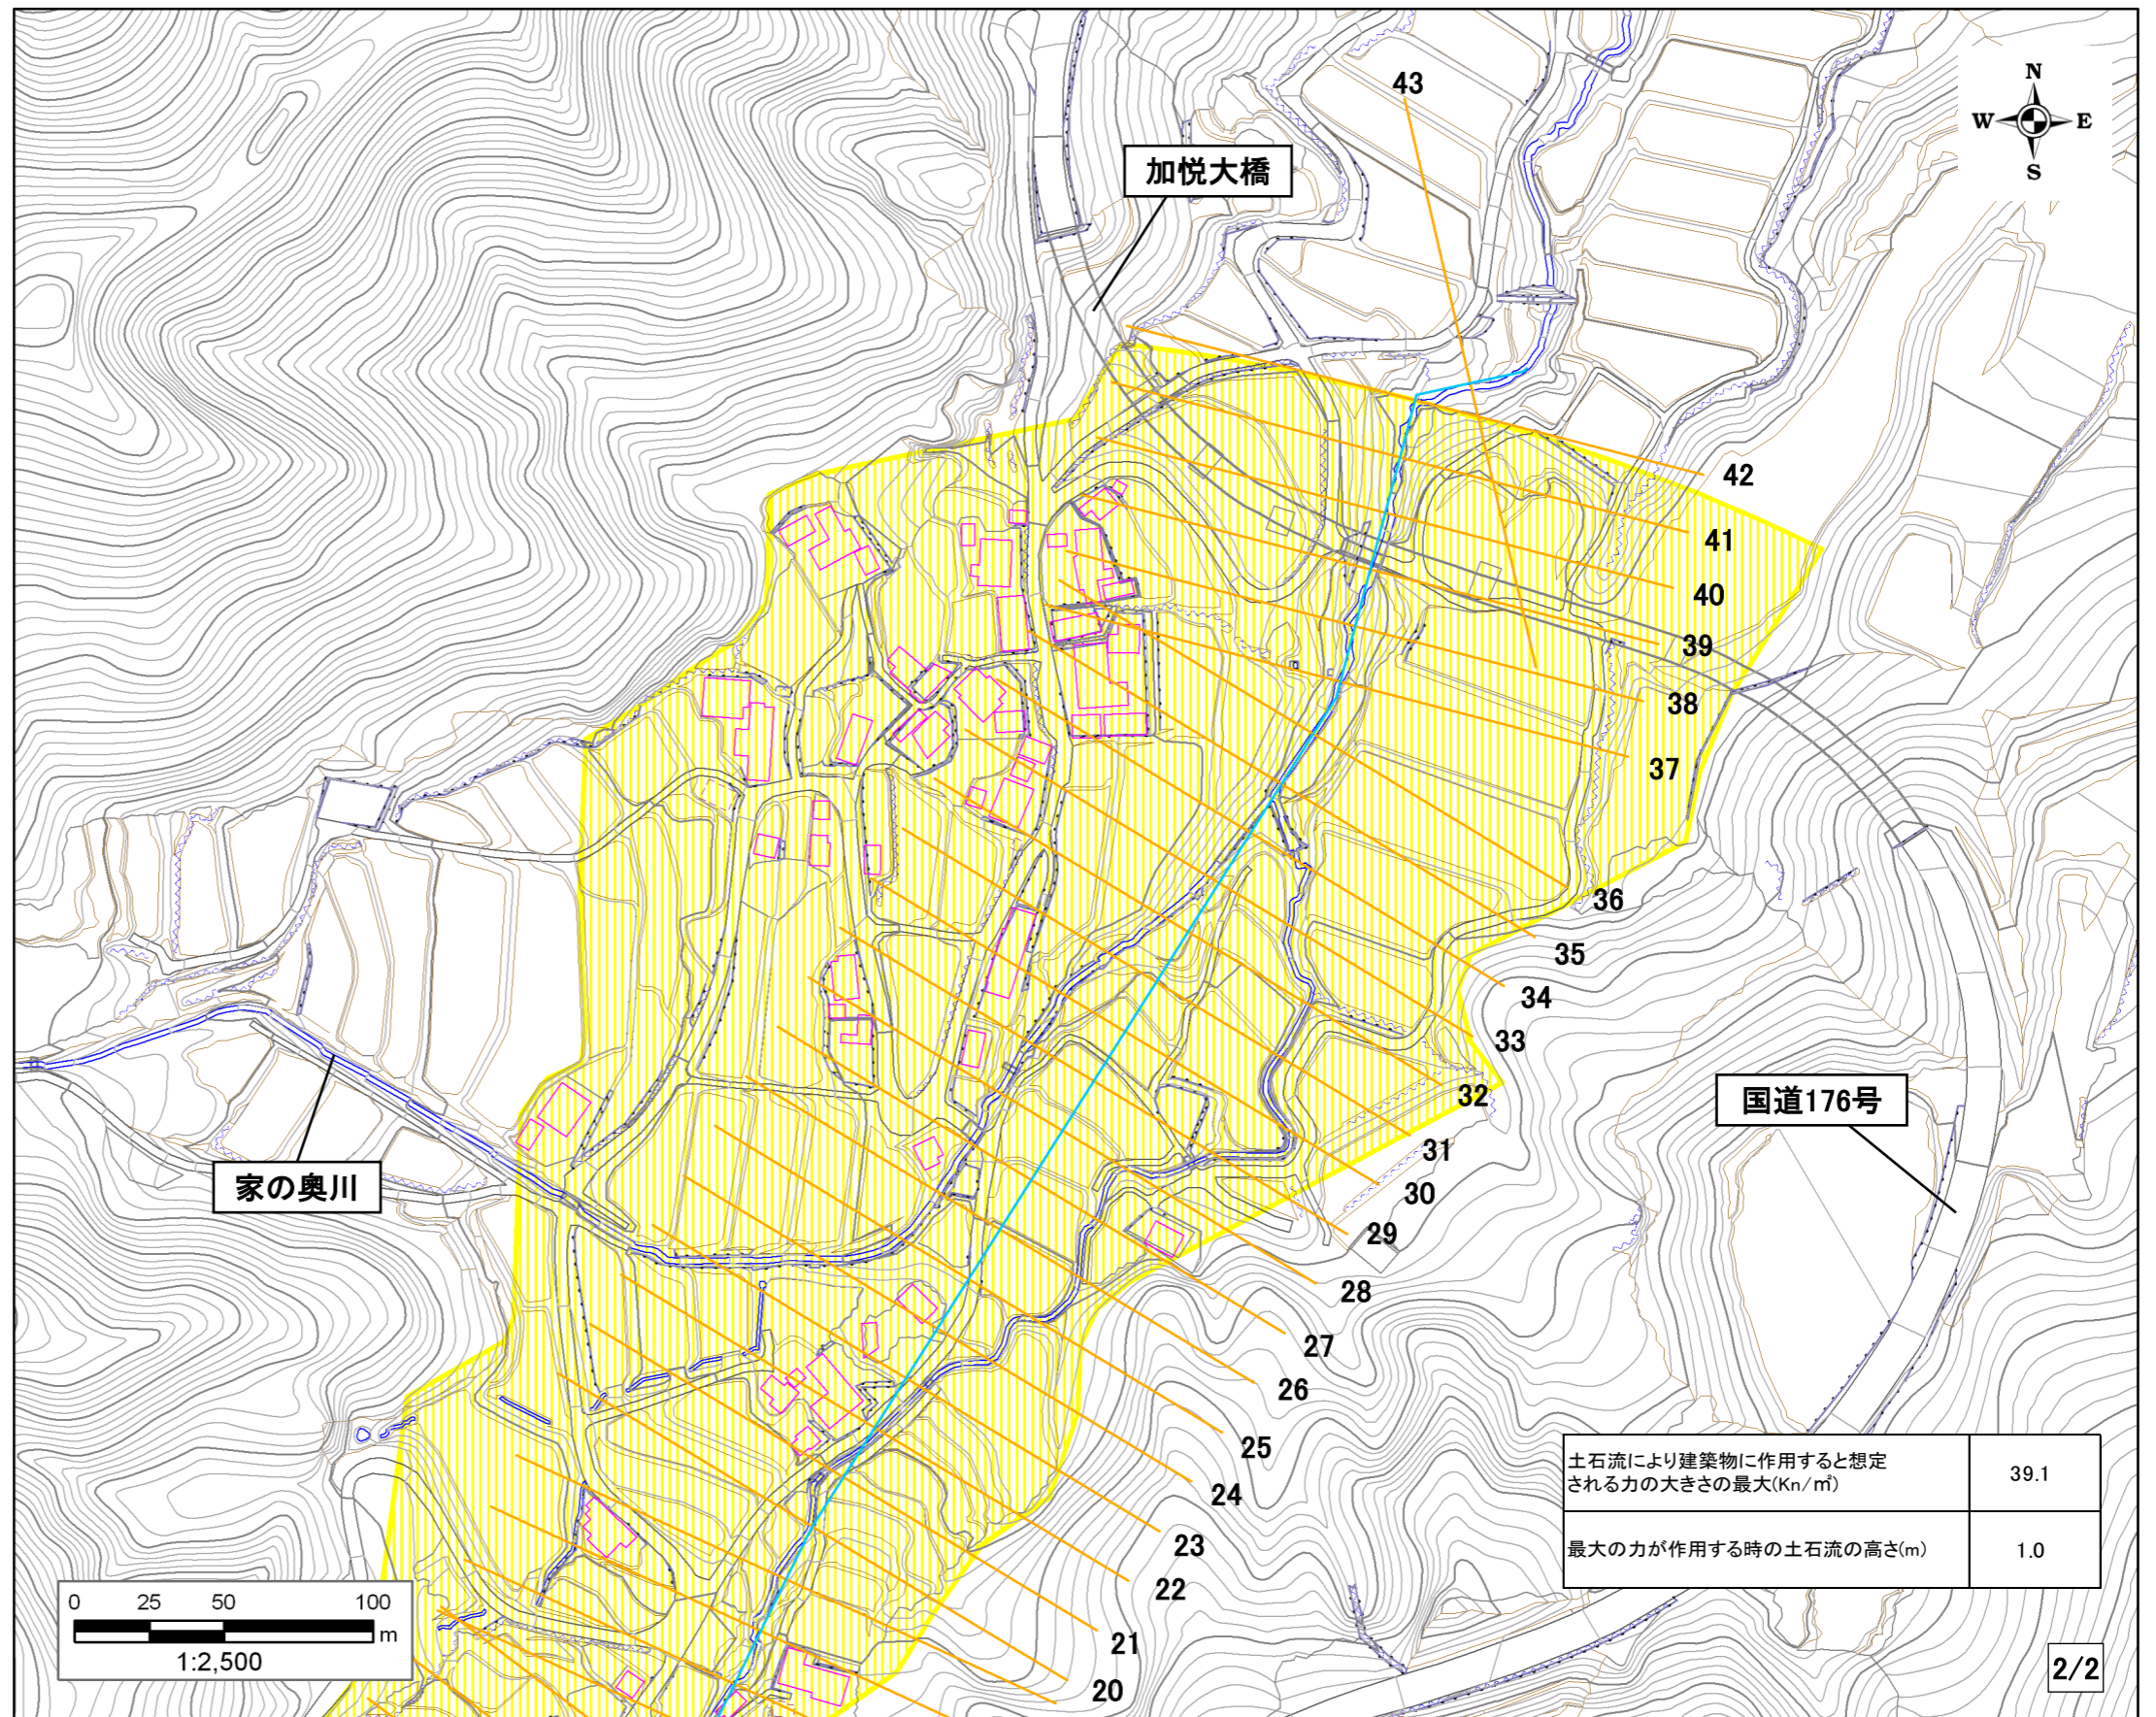 43
N
W
E
S
加悦大橋
42
41
40
39
38
37
36
35
34
33
32
国道176号
31
家の奥川
30
29
28
27
26
25
24
23
22
21
20
土石流により建築物に作用すると想定
される力の大きさの最大(Kn/㎡)
39.1
最大の力が作用する時の土石流の高さ(m)
1.0
0 25 50 100
m
1:2,500
2/2